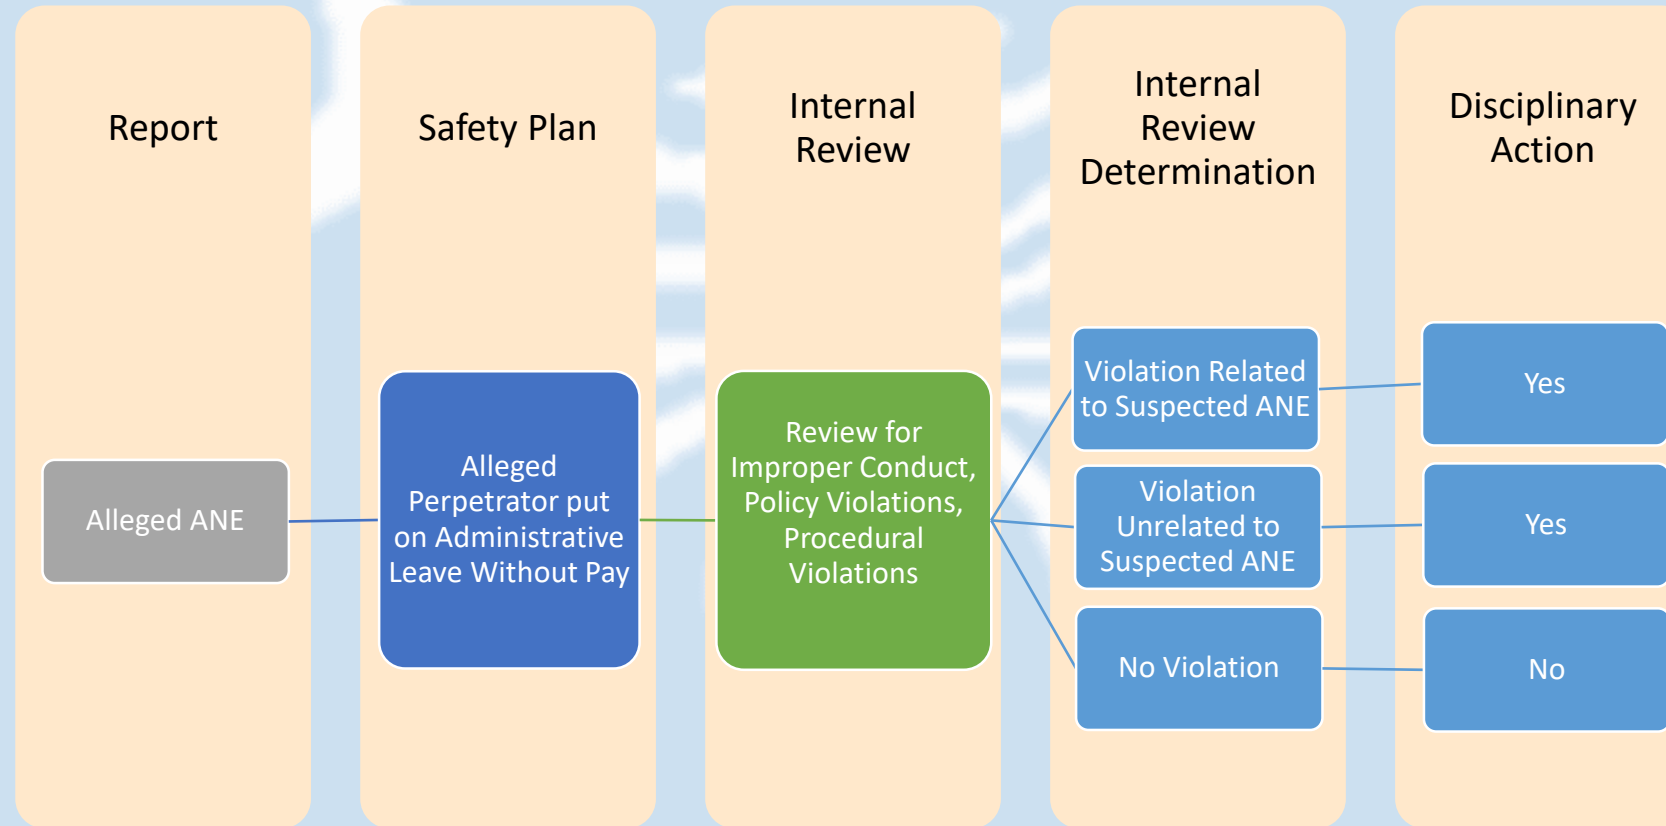 Report
Safety Plan
Internal
Review
Internal
Review
Determination
Disciplinary
Action
Alleged ANE
Alleged
Perpetrator put
on Administrative
Leave Without Pay
Review for
Improper Conduct,
Policy Violations,
Procedural
Violations
Violation Related
to Suspected ANE
Yes
Violation
Unrelated to
Suspected ANE
Yes
No Violation
No